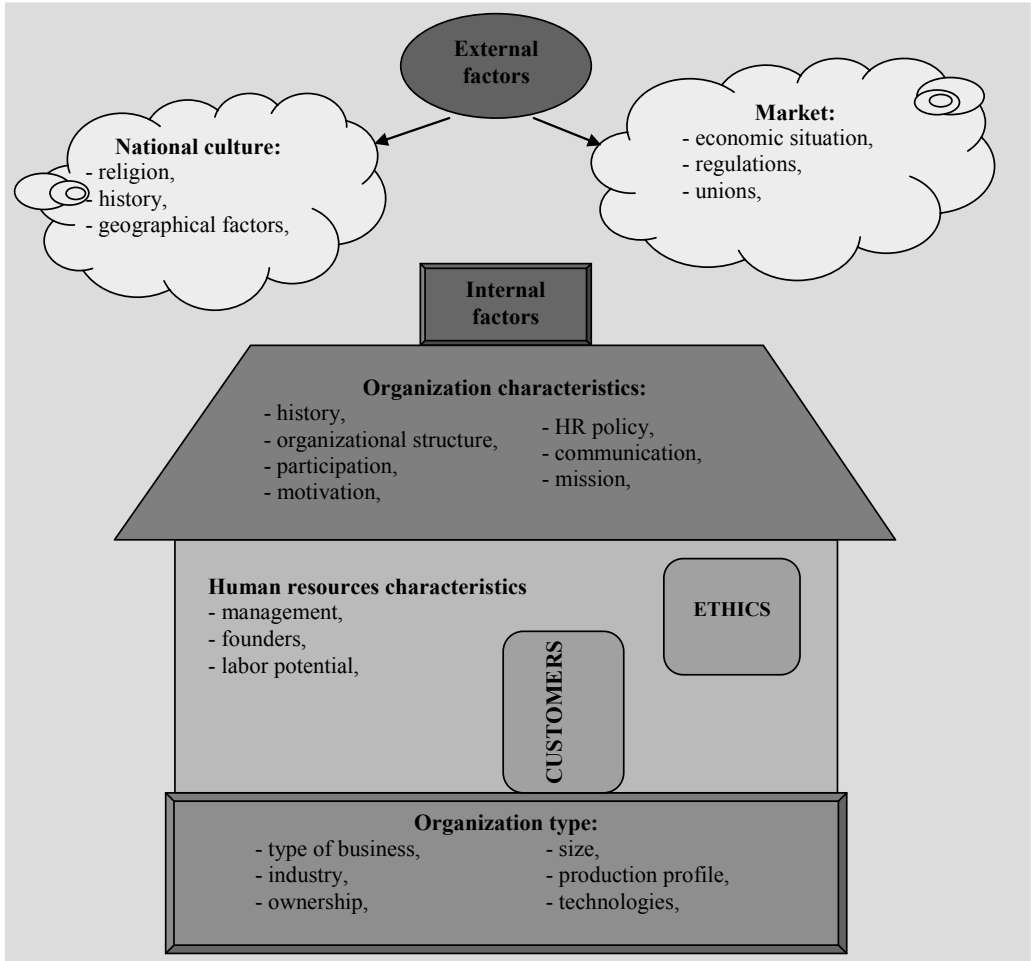 External
factors
National culture:
- religion,
- history,
- geographical factors,
Market:
- economic situation,
- regulations,
- unions,
Internal
factors
Organization characteristics:
- history,
- organizational structure,
- participation,
- motivation,
- HR policy,
- communication,
- mission,
Human resources characteristics
- management,
- founders,
- labor potential,
ETHICS
CUSTOMERS
Organization type:
- type of business,
- industry,
- ownership,
- size,
- production profile,
- technologies,